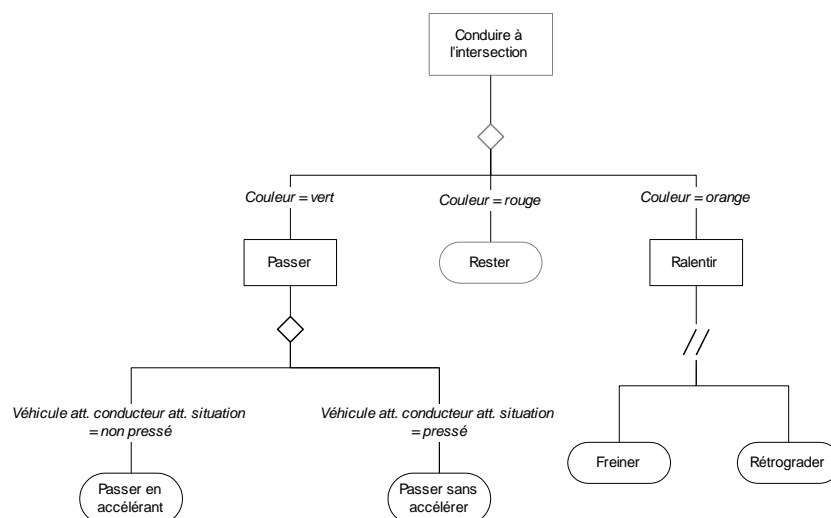 Conduire à
l'intersection
Couleur = vert
Couleur = rouge
Couleur = orange
Passer
Rester
Ralentir
Véhicule att. conducteur att. situation
= non pressé
Véhicule att. conducteur att. situation
= pressé
Freiner
Rétrograder
Passer en
accélérant
Passer sans
accélérer